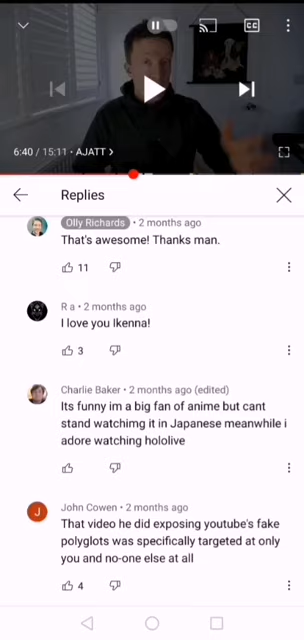 CC
6:40 / 15:11 • AJATT >
Replies
Olly Richards • 2 months ago
That's awesome! Thanks man.
11
R a • 2 months ago
I love you Ikenna!
3
Charlie Baker • 2 months ago (edited)
Its funny im a big fan of anime but cant
stand watchimg it in Japanese meanwhile i
adore watching hololive
J
John Cowen • 2 months ago
That video he did exposing youtube's fake
polyglots was specifically targeted at only
you and no-one else at all
4